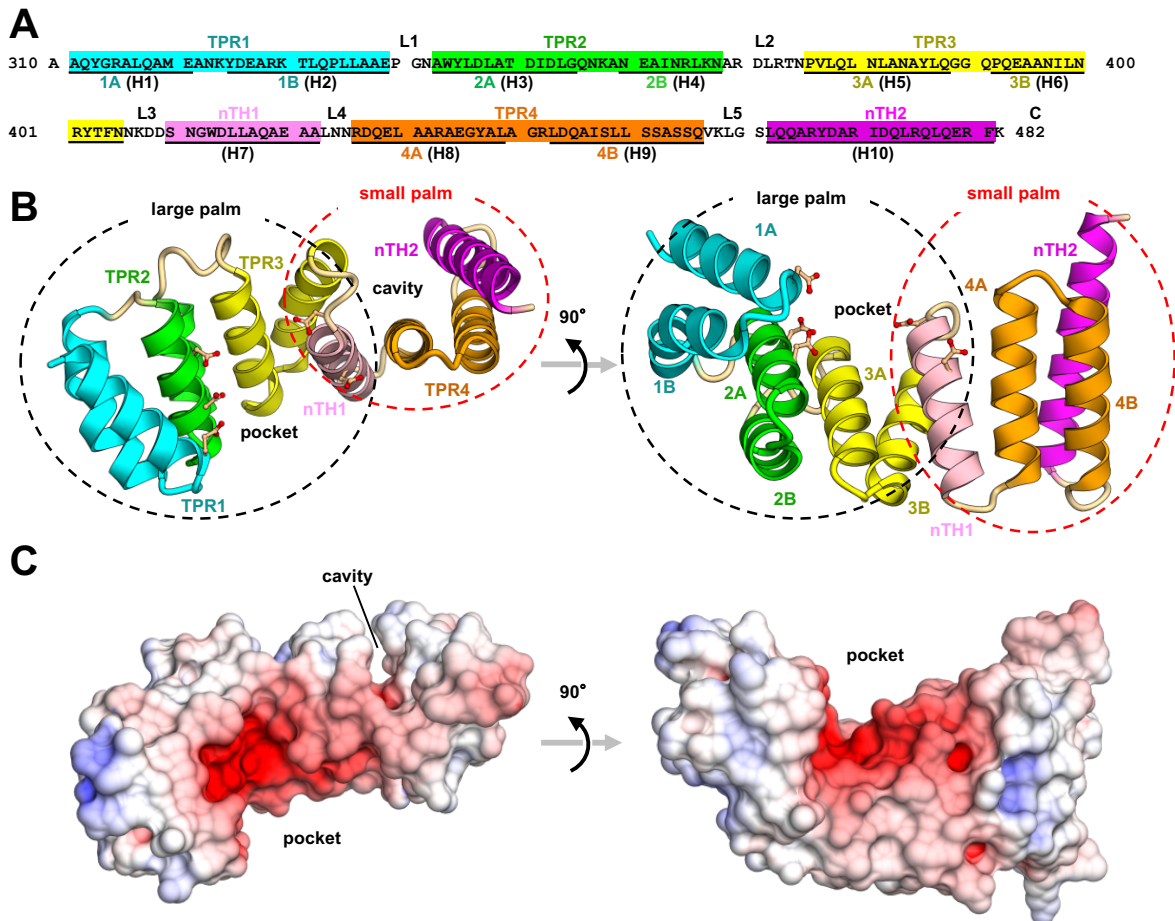 A
TPR1 L1 TPR2 L2 TPR3
310 A AQYGRALQAM EANKYDEARK TLQPLLAAEP GNAWYLDLAT DIDLGQNKAN EAINRLKNAR DLRTNPVLQL NLANAYLQGG QPQEAANILN 400
1A (H1) 1B (H2) 2A (H3) 2B (H4) 3A (H5) 3B (H6)
L3 nTH1 L4 TPR4 L5 nTH2 C
401 RYTFNNKDDS NGWDLLAQAEAALNNRDQEL AARAEGYALA GRLDQAISLL SSASSQVKLG SLQQARYDAR IDQLRQLQER FK 482
(H7) 4A (H8) 4B (H9) (H10)
B
large palm small palm
TPR2 TPR3 nTH2
cavity
TPR4
nTH1
pocket
TPR1
90°
large palm small palm
1A nTH2
4A
pocket
1B 2A 3A 4B
2B 3B
nTH1
C
cavity
pocket
90°
pocket